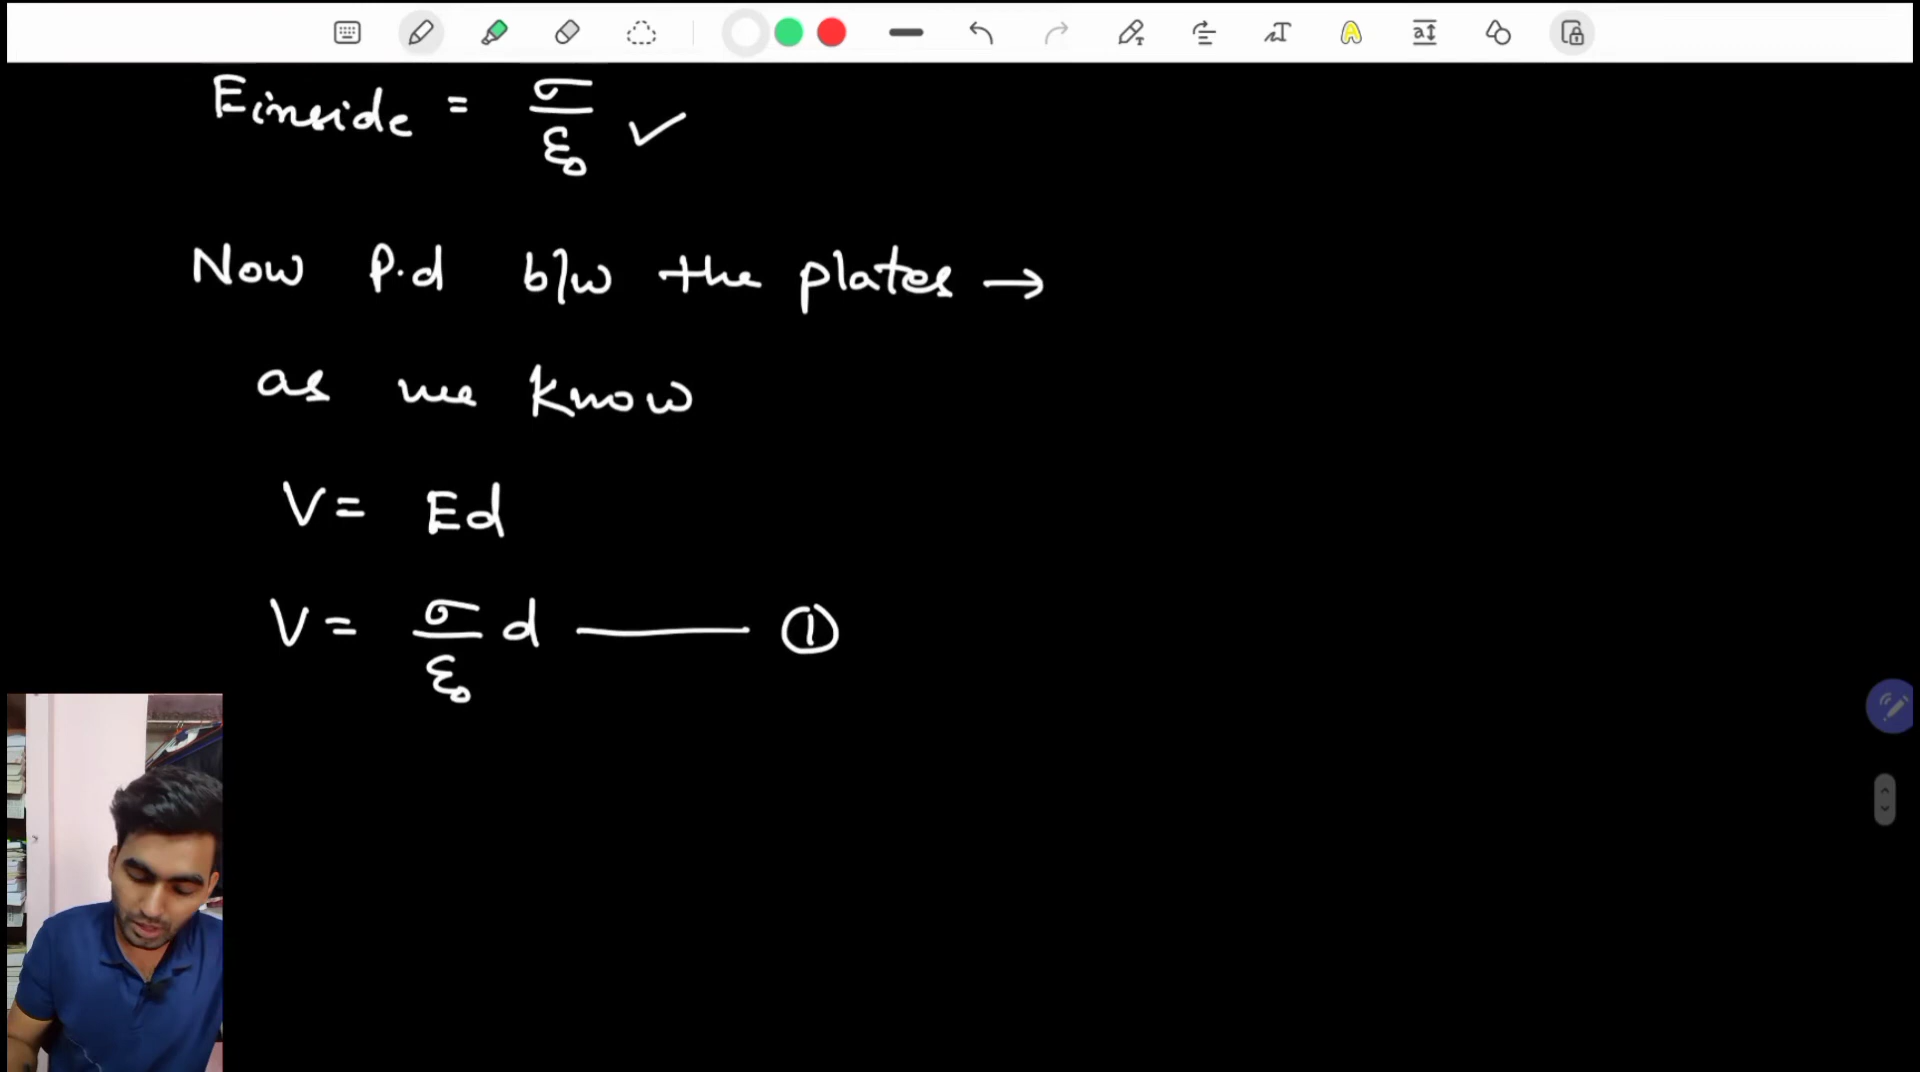 Einside = σ/ε₀ ✓
Now P.d b/w the plates →
as we know
V = Ed
V = σ/ε₀ d —— ①